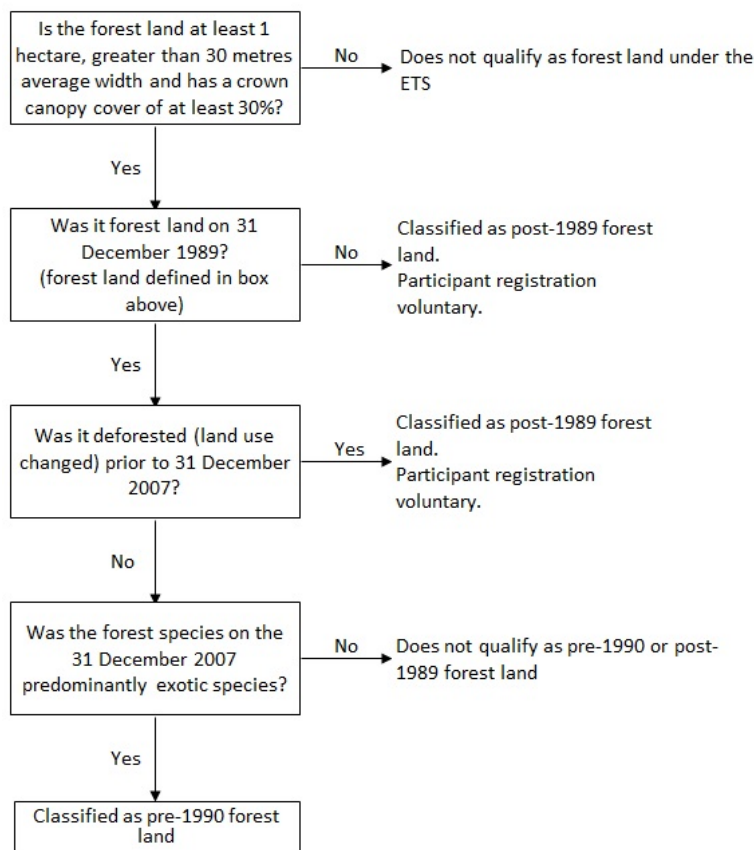 Is the forest land at least 1
hectare, greater than 30 metres
average width and has a crown
canopy cover of at least 30%?
No
Does not qualify as forest land under the
ETS
Yes
Was it forest land on 31
December 1989?
(forest land defined in box
above)
No
Classified as post-1989 forest
land.
Participant registration
voluntary.
Yes
Was it deforested (land use
changed) prior to 31 December
2007?
Yes
Classified as post-1989 forest
land.
Participant registration
voluntary.
No
Was the forest species on the
31 December 2007
predominantly exotic species?
No
Does not qualify as pre-1990 or post-
1989 forest land
Yes
Classified as pre-1990 forest
land